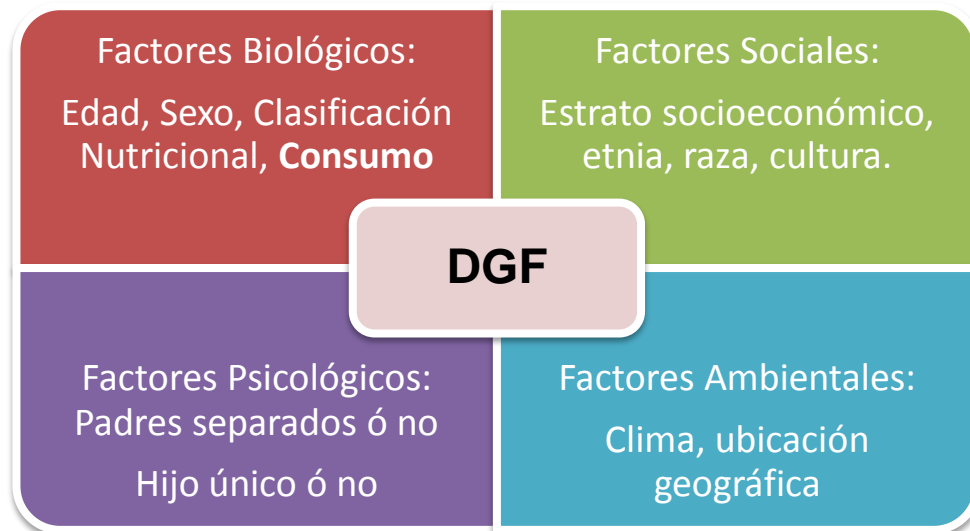 Factores Biológicos:
Edad, Sexo, Clasificación
Nutricional, Consumo
Factores Sociales:
Estrato socioeconómico,
etnia, raza, cultura.
DGF
Factores Psicológicos:
Padres separados ó no
Hijo único ó no
Factores Ambientales:
Clima, ubicación
geográfica